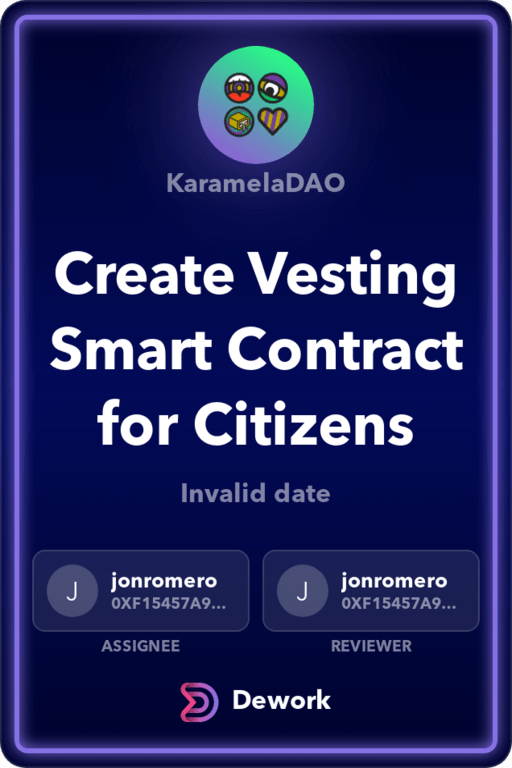 KaramelaDAO
Create Vesting
Smart Contract
for Citizens
Invalid date
J jonromero
0XF15457A9...
ASSIGNEE
J jonromero
0XF15457A9...
REVIEWER
Dework